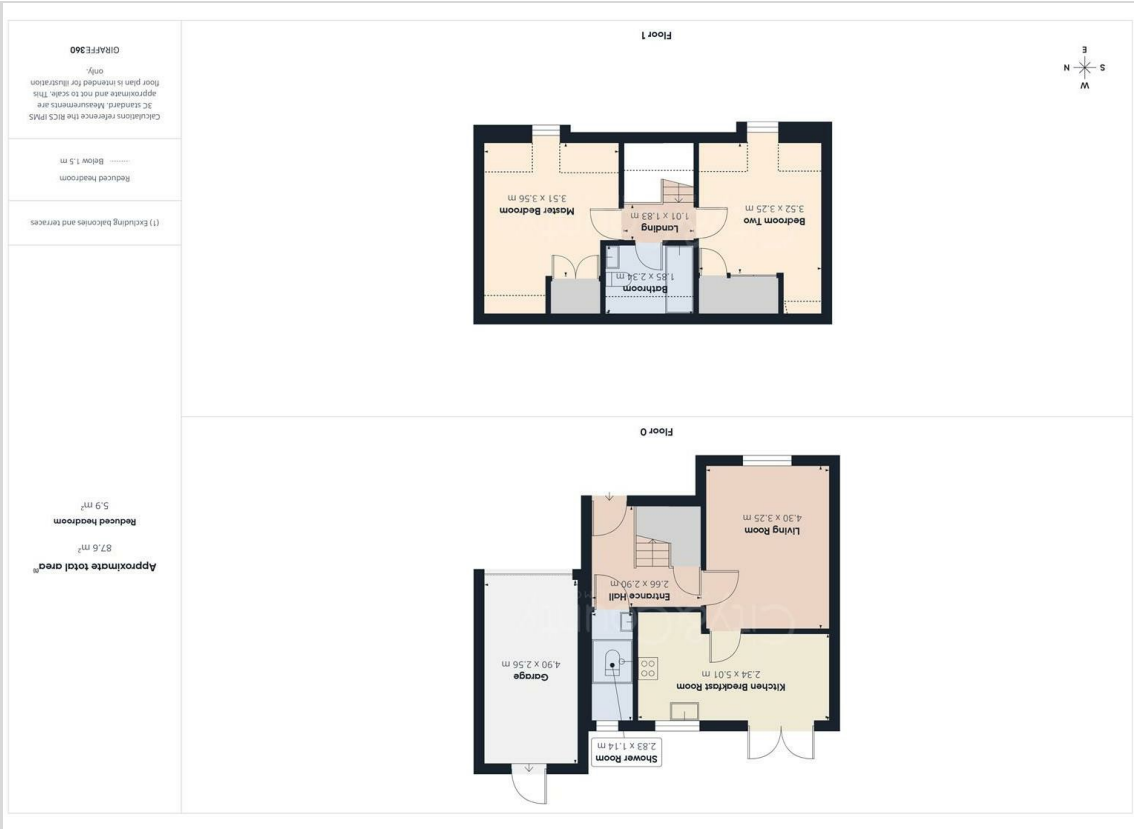 Shower Room
2.83 x 1.14 m
Kitchen Breakfast Room
2.34 x 5.01 m
Garage
4.90 x 2.56 m
Entrance Hall
2.66 x 2.90 m
Living Room
4.30 x 3.25 m
CITY & COUNTY
Floor 0
Bathroom
1.85 x 2.34 m
Landing
1.01 x 1.83 m
Bedroom Two
3.52 x 3.25 m
Master Bedroom
3.51 x 3.56 m
Floor 1
W
S N
E
Approximate total area(1)
87.6 m²
Reduced headroom
5.9 m²
(1) Excluding balconies and terraces
Reduced headroom
Below 1.5 m
Calculations reference the RICS IPMS
3C standard. Measurements are
approximate and not to scale. This
floor plan is intended for illustration
only.
GIRAFFE360